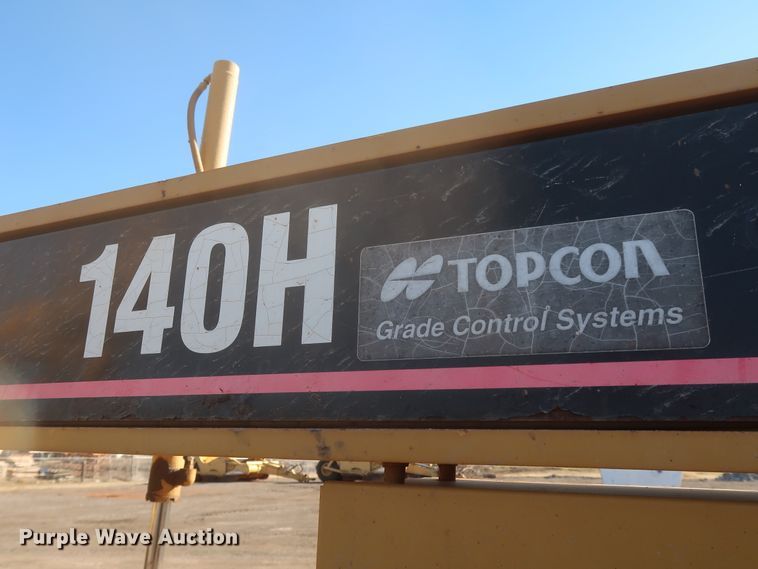 140H
TOPCON
Grade Control Systems
Purple Wave Auction